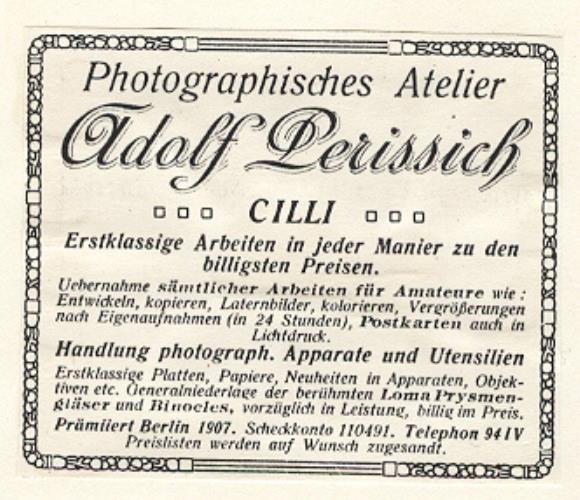 Photographisches Atelier
Adolf Perissich
CILLI
Erstklassige Arbeiten in jeder Manier zu den
billigsten Preisen.
Uebernahme sämtlicher Arbeiten für Amateure wie:
Entwickeln, kopieren, Laternbilder, kolorieren, Vergrößerungen
nach Eigenaufnahmen (in 24 Stunden), Postkarten auch in
Lichtdruck.
Handlung photograph. Apparate und Utensilien
Erstklassige Platten, Papiere, Neuheiten in Apparaten, Objek-
tiven etc. Generalniederlage der berühmten Loma Prysmen-
gläser und Binocles, vorzüglich in Leistung, billig im Preis.
Prämiiert Berlin 1907. Scheckkonto 110491. Telephon 94 IV
Preislisten werden auf Wunsch zugesandt.